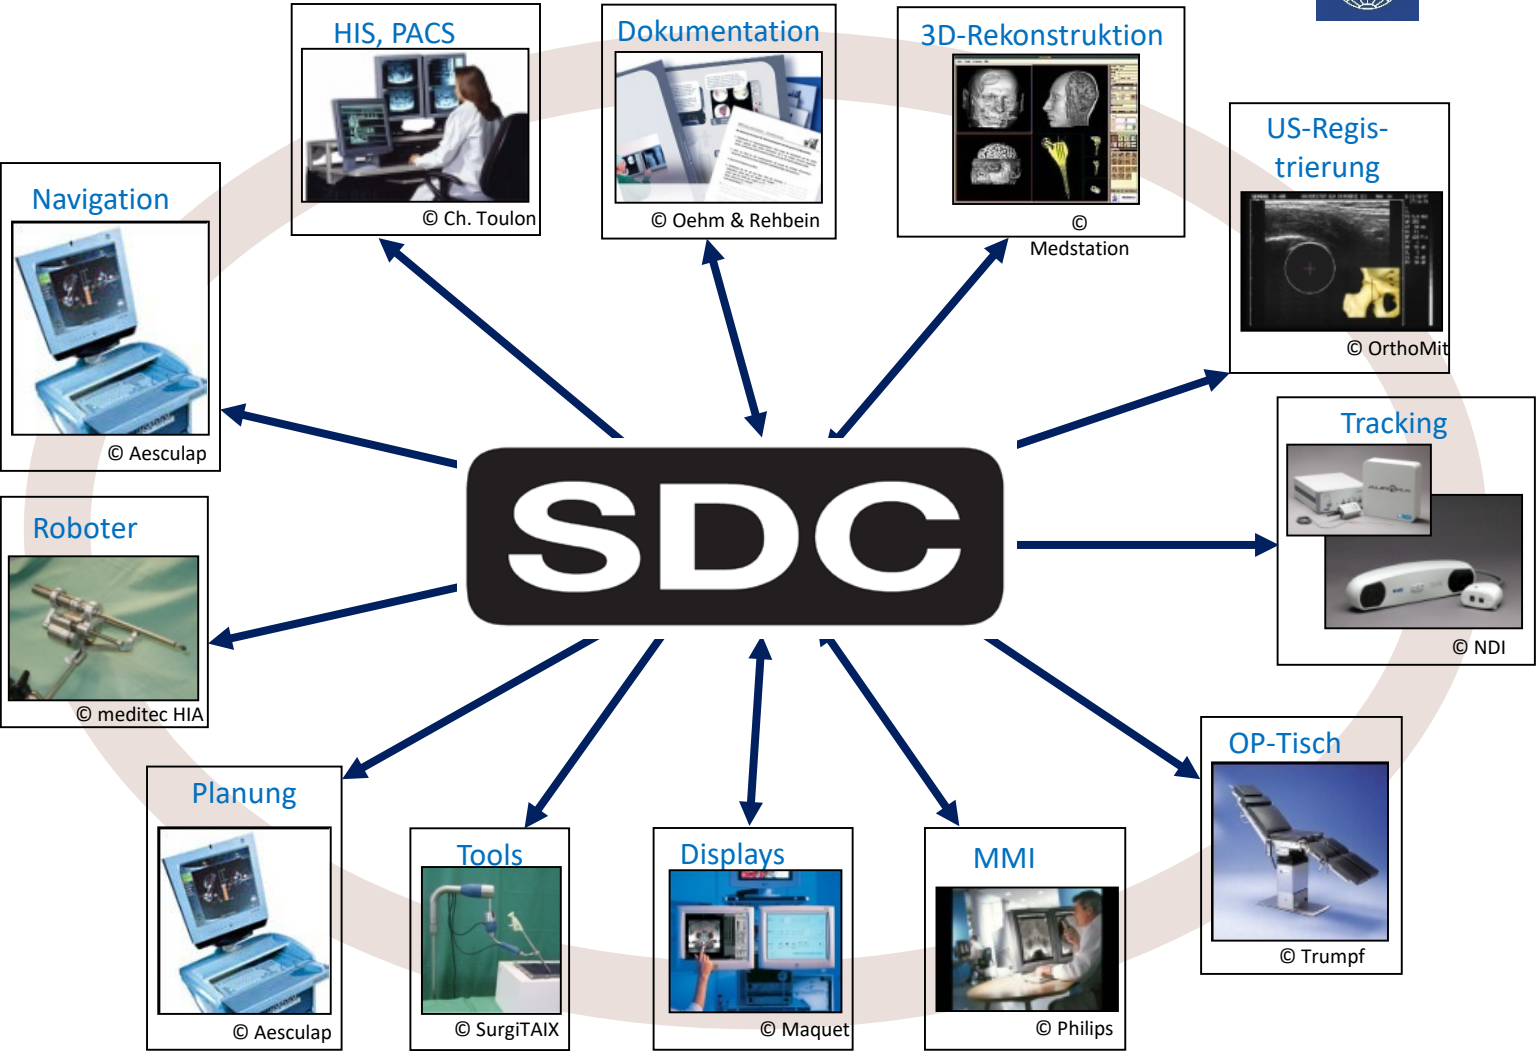 HIS, PACS
© Ch. Toulon
Dokumentation
© Oehm & Rehbein
3D-Rekonstruktion
©
Medstation
US-Regis-
trierung
© OrthoMit
Navigation
© Aesculap
Tracking
AURORA
© NDI
SDC
Roboter
© meditec HIA
OP-Tisch
© Trumpf
Planung
© Aesculap
Tools
© SurgiTAIX
Displays
© Maquet
MMI
© Philips